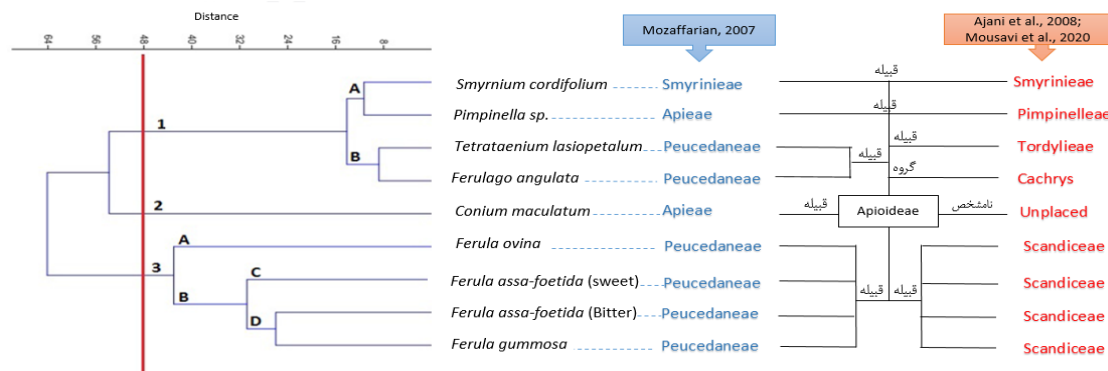 Distance
64 56 48 40 32 24 16 8
Mozaffarian, 2007
Ajani et al., 2008;
Mousavi et al., 2020
A
Smyrnium cordifolium Smyrinieae قبیله Smyrinieae
1
Pimpinella sp. Apieae قبیله Pimpinelleae
Tetrataenium lasiopetalum Peucedaneae قبیله قبیله Tordylieae
B
Ferulago angulata Peucedaneae گروه Cachrys
2
Conium maculatum Apieae قبیله Apioideae نامشخص Unplaced
A
Ferula ovina Peucedaneae Scandiceae
3
C
Ferula assa-foetida (sweet) Peucedaneae قبیله قبیله Scandiceae
B
Ferula assa-foetida (Bitter) Peucedaneae Scandiceae
D
Ferula gummosa Peucedaneae Scandiceae